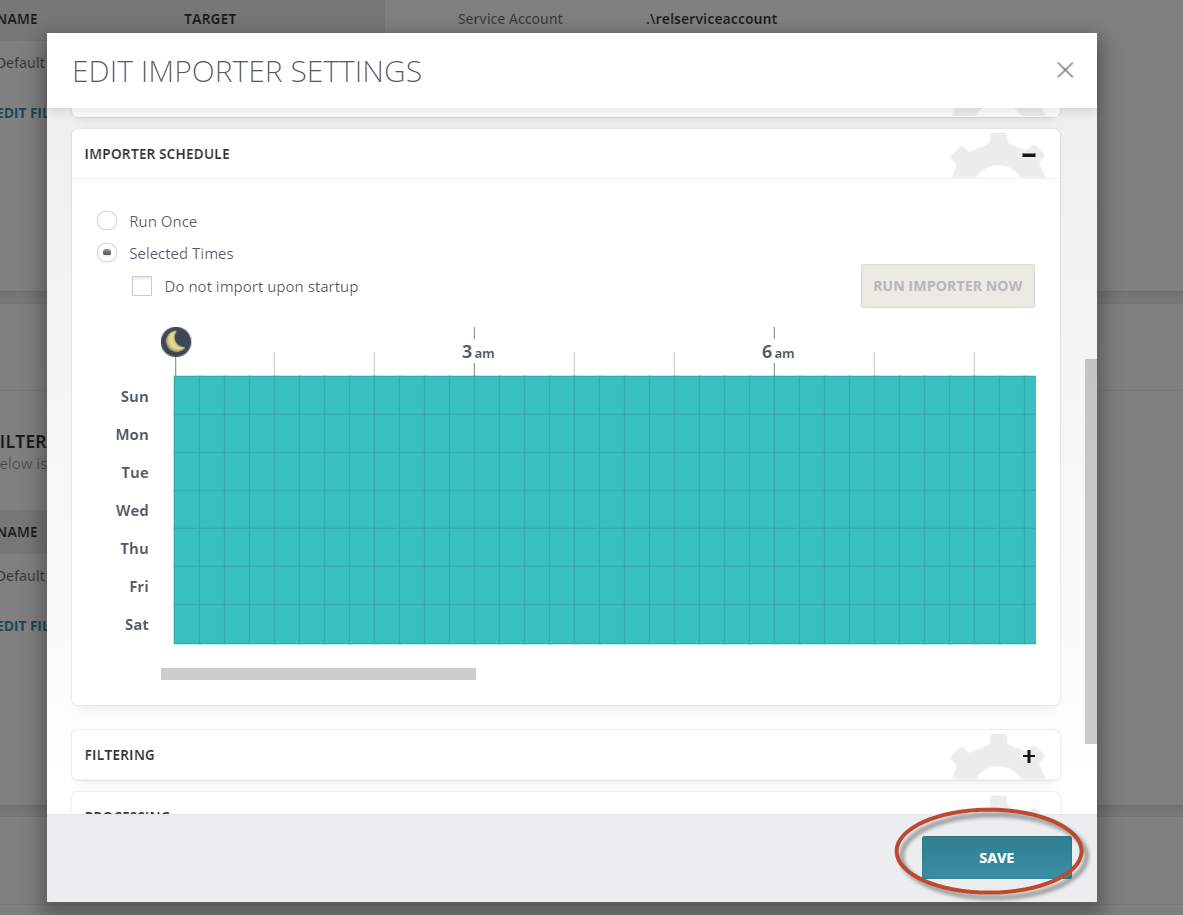 NAME TARGET Service Account .\relserviceaccount
EDIT IMPORTER SETTINGS
Default
EDIT FIL
IMPORTER SCHEDULE
Run Once
Selected Times
Do not import upon startup
RUN IMPORTER NOW
3 am 6 am
Sun
Mon
ILTER
elow is
Tue
Wed
NAME
Thu
Default
Fri
EDIT FIL
Sat
FILTERING
PROCESSING
SAVE